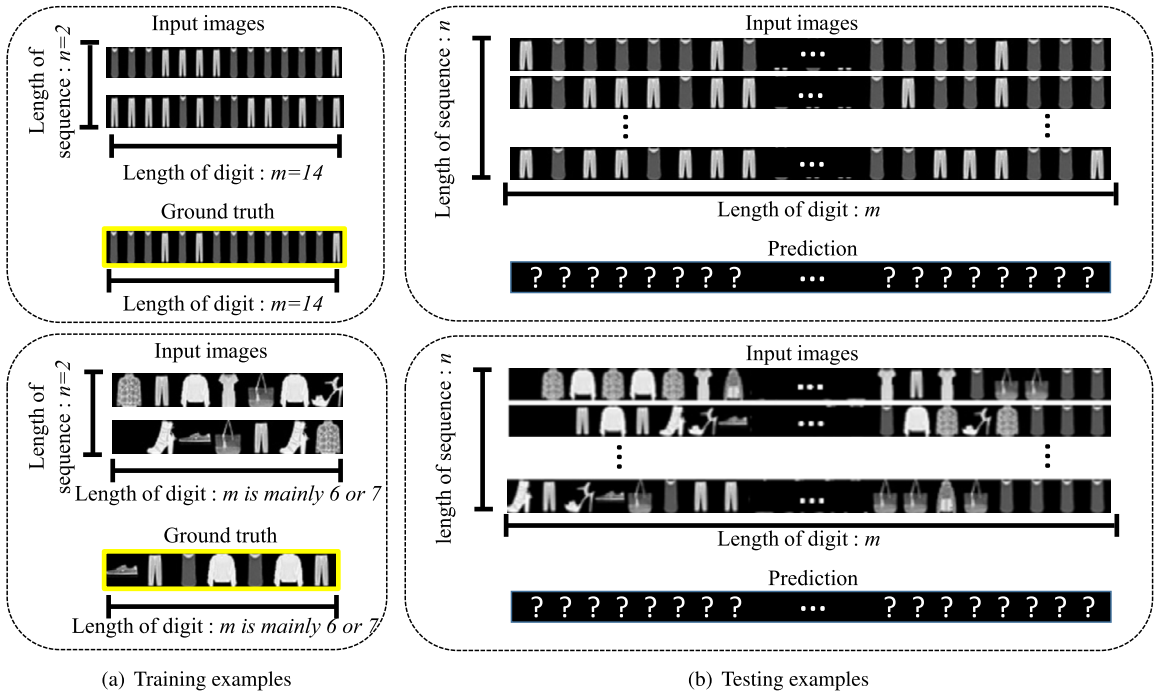 Input images
Length of
sequence : n=2
Length of digit : m=14
Ground truth
Length of digit : m=14
Input images
Length of sequence : n
...
...
...
Length of digit : m
Prediction
? ? ? ? ? ? ? ? ... ? ? ? ? ? ? ? ?
Input images
Length of
sequence : n=2
Length of digit : m is mainly 6 or 7
Ground truth
Length of digit : m is mainly 6 or 7
Input images
length of sequence : n
...
...
...
Length of digit : m
Prediction
? ? ? ? ? ? ? ? ... ? ? ? ? ? ? ? ?
(a) Training examples
(b) Testing examples